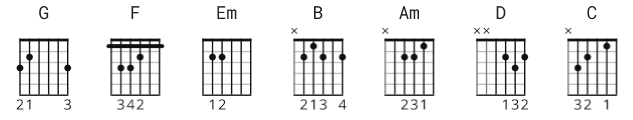 G F Em B Am D C
× × ×× ×
21 3 342 12 213 4 231 132 32 1